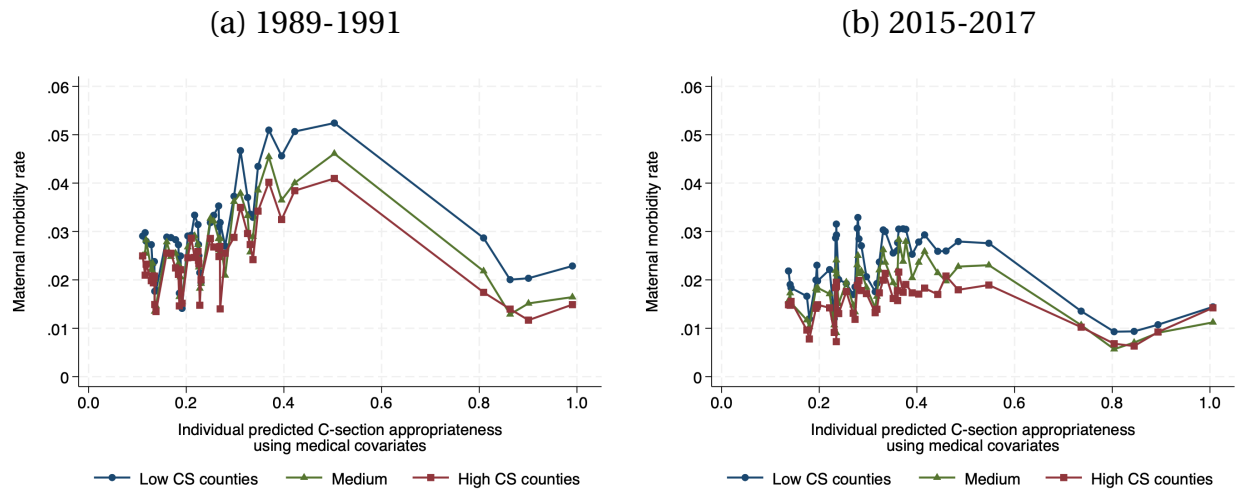 (a) 1989-1991
Maternal morbidity rate
.06
.05
.04
.03
.02
.01
0
0.0 0.2 0.4 0.6 0.8 1.0
Individual predicted C-section appropriateness
using medical covariates
Low CS counties Medium High CS counties
(b) 2015-2017
Maternal morbidity rate
.06
.05
.04
.03
.02
.01
0
0.0 0.2 0.4 0.6 0.8 1.0
Individual predicted C-section appropriateness
using medical covariates
Low CS counties Medium High CS counties